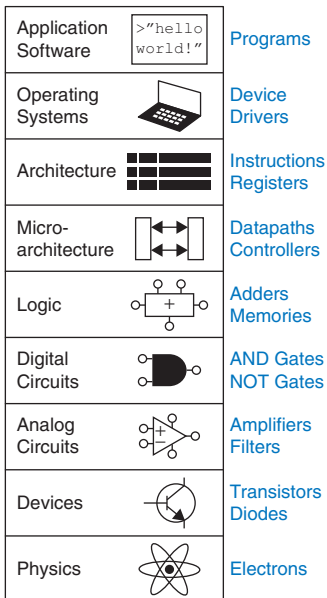 Application
Software
>”hello
world!”
Programs
Operating
Systems
Device
Drivers
Architecture
Instructions
Registers
Micro-
architecture
Datapaths
Controllers
Logic
+
Adders
Memories
Digital
Circuits
AND Gates
NOT Gates
Analog
Circuits
+
−
Amplifiers
Filters
Devices
Transistors
Diodes
Physics
Electrons